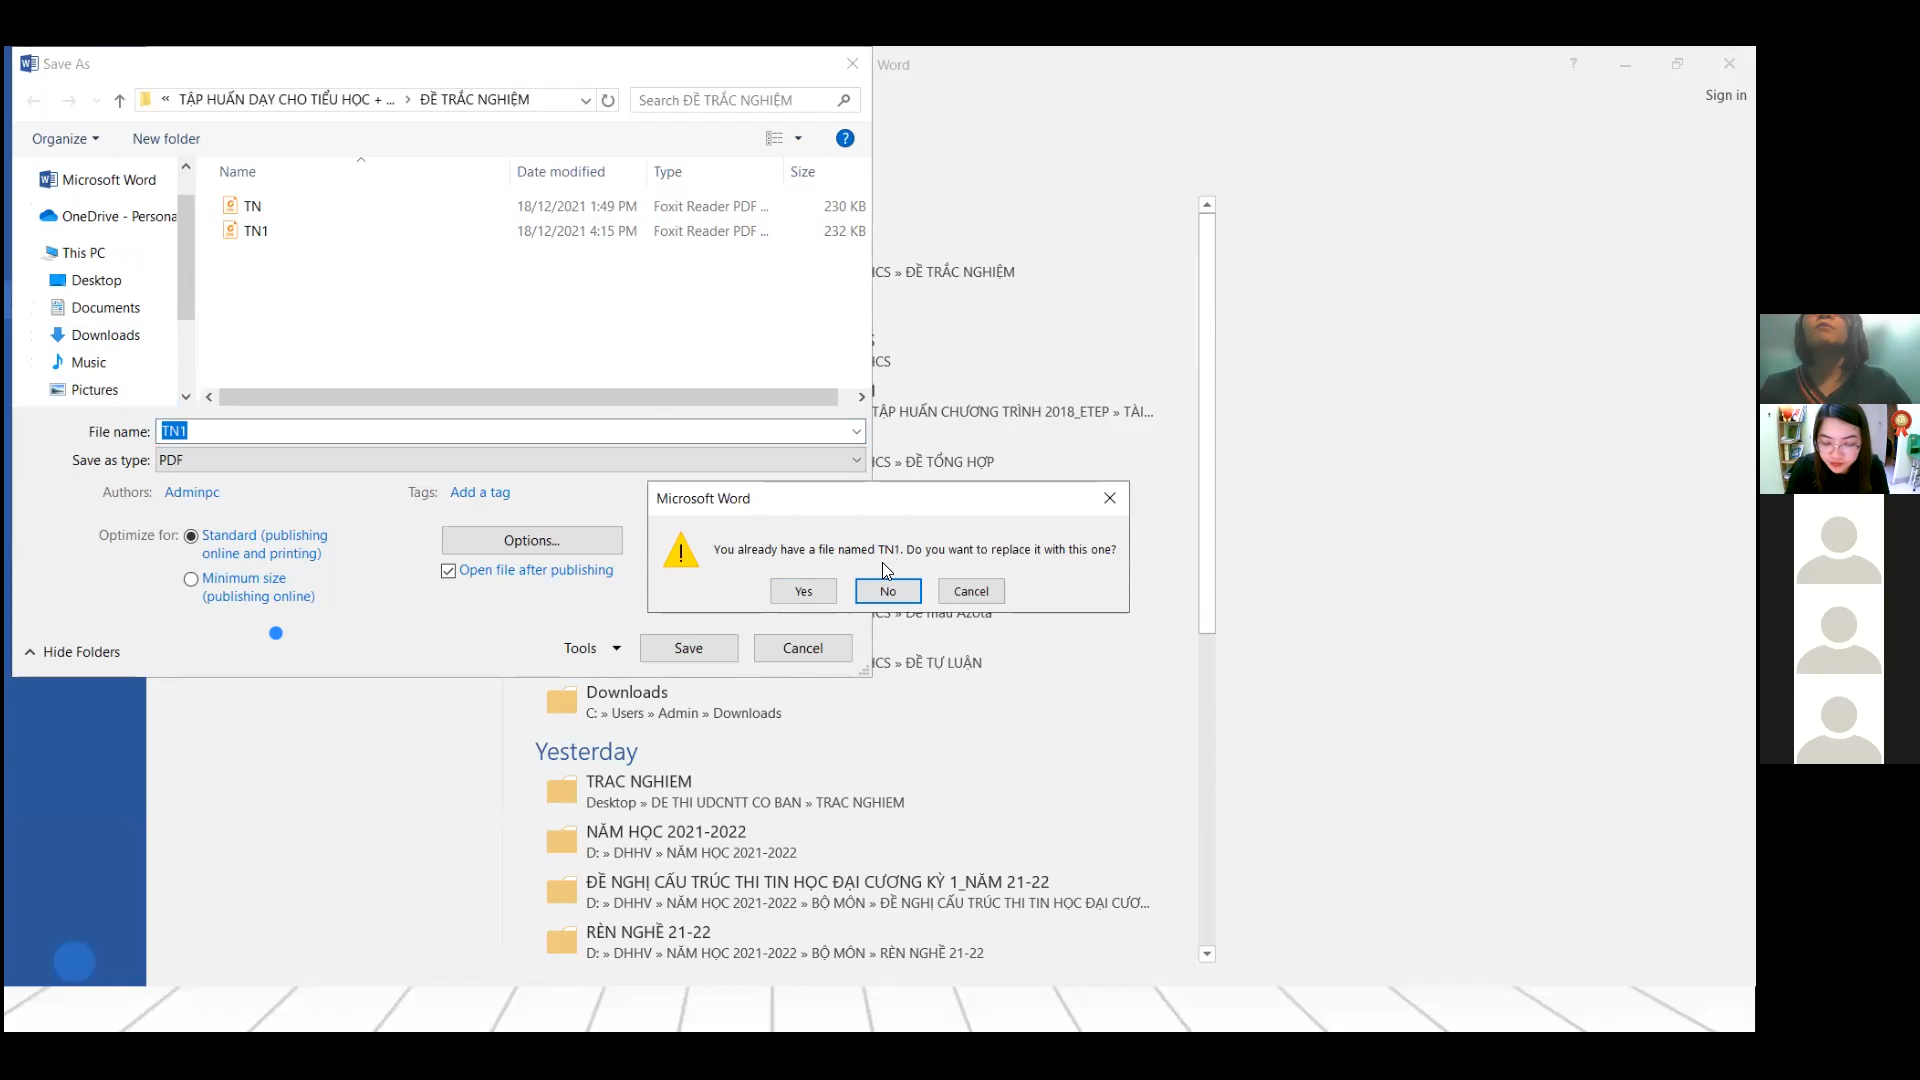 Save As
Word
Sign in
« TẬP HUẤN DẠY CHO TIỂU HỌC + ... > ĐỀ TRẮC NGHIỆM
Search ĐỀ TRẮC NGHIỆM
Organize
New folder
Microsoft Word
OneDrive - Persona
This PC
Desktop
Documents
Downloads
Music
Pictures
Name Date modified Type Size
TN 18/12/2021 1:49 PM Foxit Reader PDF ... 230 KB
TN1 18/12/2021 4:15 PM Foxit Reader PDF ... 232 KB
File name: TN1
Save as type: PDF
Authors: Adminpc
Tags: Add a tag
Optimize for: Standard (publishing
online and printing)
Minimum size
(publishing online)
Options...
Open file after publishing
Hide Folders
Tools
Save
Cancel
Microsoft Word
You already have a file named TN1. Do you want to replace it with this one?
Yes
No
Cancel
HCS » ĐỀ TRẮC NGHIỆM
HCS
TẬP HUẤN CHƯƠNG TRÌNH 2018_ETEP » TÀI...
HCS » ĐỀ TỔNG HỢP
HCS » Đề mẫu Azota
HCS » ĐỀ TỰ LUẬN
Downloads
C: » Users » Admin » Downloads
Yesterday
TRAC NGHIEM
Desktop » DE THI UDCNTT CO BAN » TRAC NGHIEM
NĂM HỌC 2021-2022
D: » DHHV » NĂM HỌC 2021-2022
ĐỀ NGHỊ CẤU TRÚC THI TIN HỌC ĐẠI CƯƠNG KỲ 1_NĂM 21-22
D: » DHHV » NĂM HỌC 2021-2022 » BỘ MÔN » ĐỀ NGHỊ CẤU TRÚC THI TIN HỌC ĐẠI CƯƠ...
RÈN NGHỀ 21-22
D: » DHHV » NĂM HỌC 2021-2022 » BỘ MÔN » RÈN NGHỀ 21-22